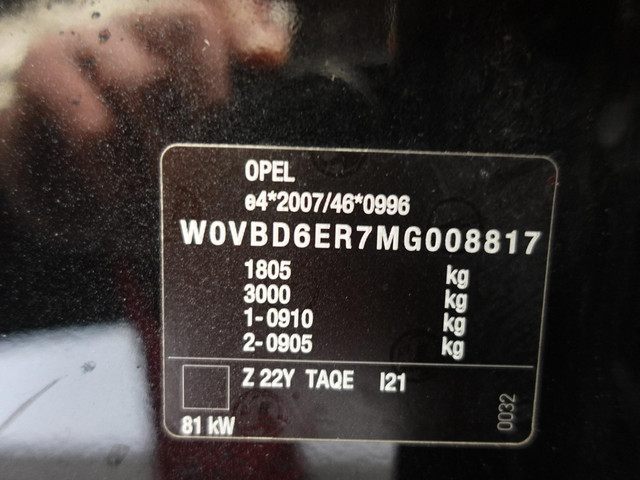 OPEL
e4*2007/46*0996
W0VBD6ER7MG008817
1805 kg
3000 kg
1-0910 kg
2-0905 kg
Z 22Y TAQE I21
81 kW
0032